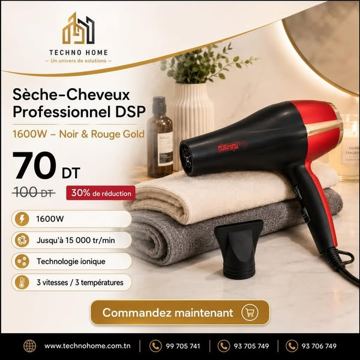 TECHNO HOME
Un univers de solutions
Sèche-Cheveux
Professionnel DSP
1600W – Noir & Rouge Gold
70 DT
100 DT
30% de réduction
1600W
Jusqu'à 15 000 tr/min
Technologie ionique
3 vitesses / 3 températures
Commandez maintenant
www.technohome.com.tn
99 705 741
93 705 749
93 706 749